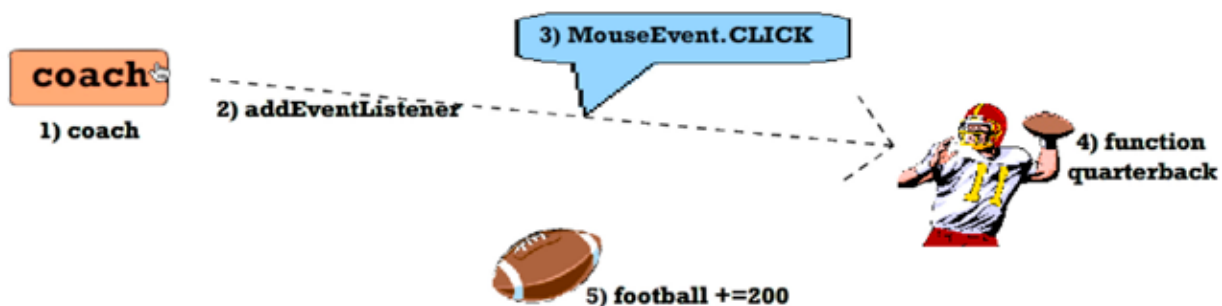 3) MouseEvent.CLICK
coach
2) addEventListener
1) coach
4) function
quarterback
11
5) football +=200